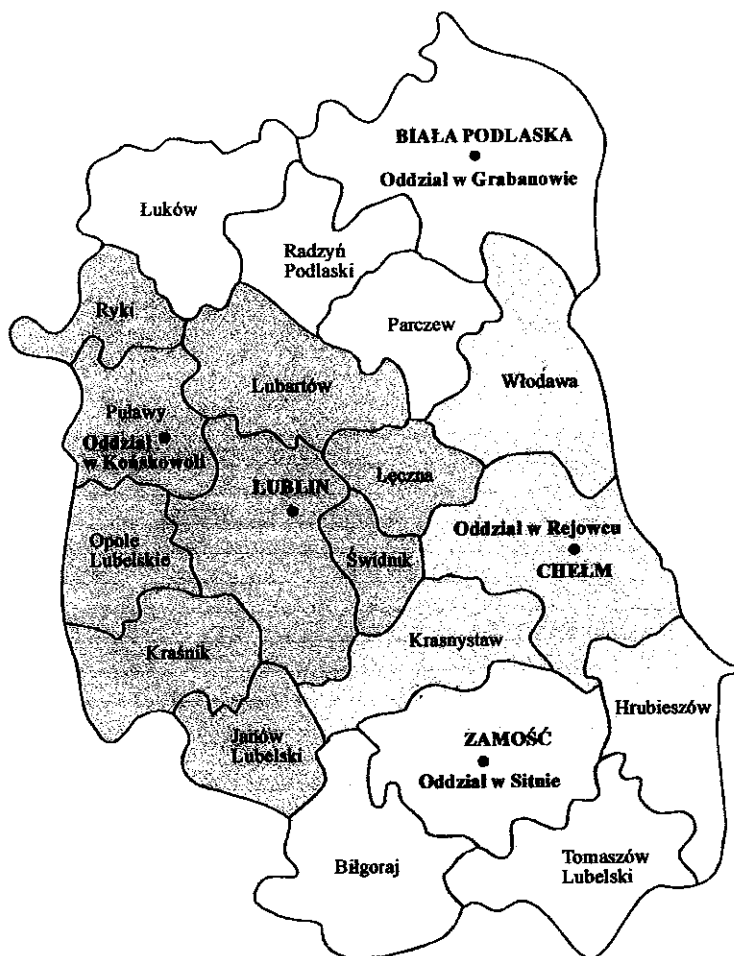 BIAŁA PODLASKA
Oddział w Grabanowie
Łuków
Radzyń
Podlaski
Ryki
Parczew
Lubartów
Włodawa
Puławy
Oddział
w Końskowoli
Łęczna
LUBLIN
Oddział w Rejowcu
CHEŁM
Opole
Lubelskie
Świdnik
Kraśnik
Krasnystaw
Hrubieszów
Janów
Lubelski
ZAMOŚĆ
Oddział w Sitnie
Biłgoraj
Tomaszów
Lubelski